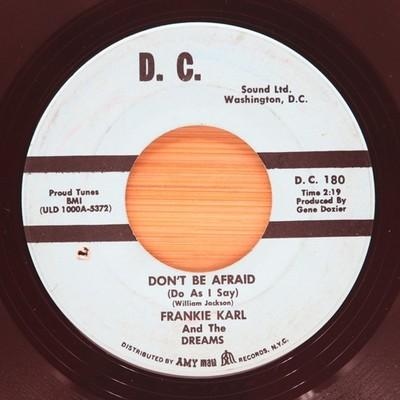 D. C.
Sound Ltd.
Washington, D.C.
Proud Tunes
BMI
(ULD 1000A-5372)
D. C. 180
Time 2:19
Produced By
Gene Dozier
DON'T BE AFRAID
(Do As I Say)
(William Jackson)
FRANKIE KARL
And The
DREAMS
DISTRIBUTED BY AMY mala BELL RECORDS, N.Y.C.